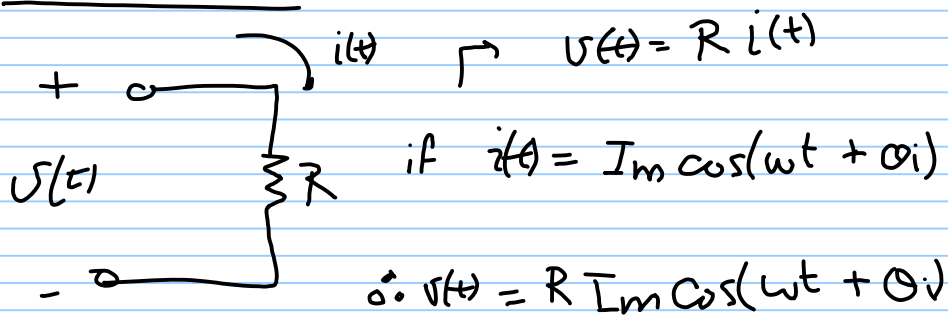 i(t)
v(t) = R i(t)
+
v(t)
R
if i(t) = Im cos(ωt + θi)
-
∴ v(t) = R Im Cos(ωt + θi)